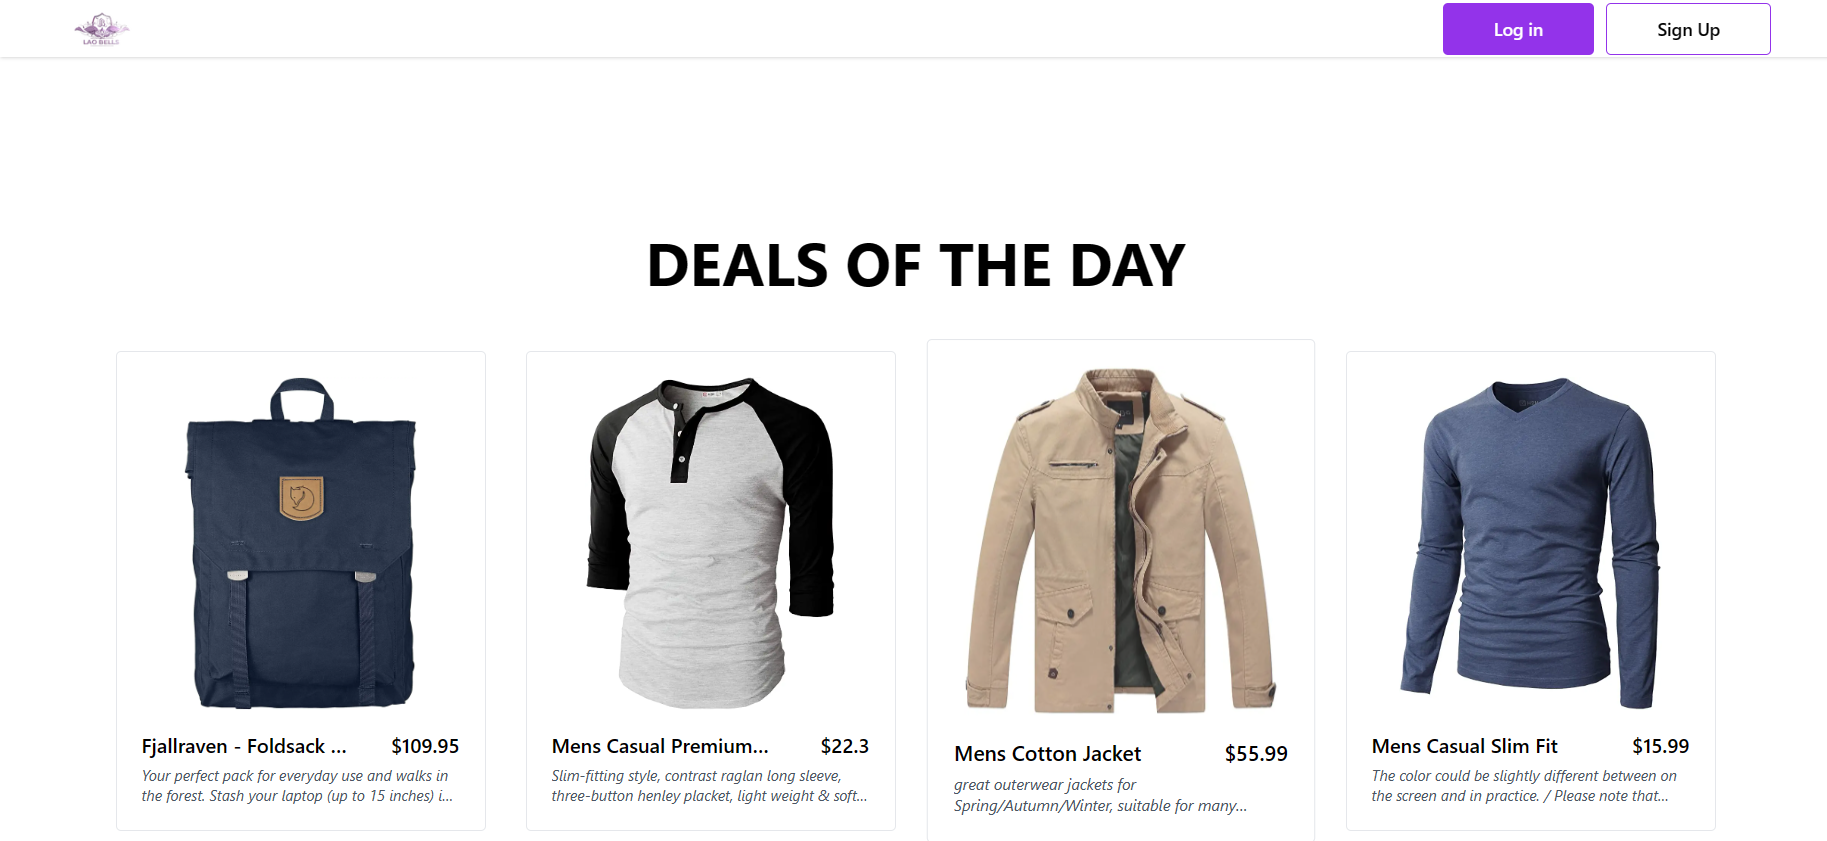 LAO BELLS
Log in
Sign Up
DEALS OF THE DAY
Fjallraven - Foldsack ...
$109.95
Your perfect pack for everyday use and walks in
the forest. Stash your laptop (up to 15 inches) i...
Mens Casual Premium...
$22.3
Slim-fitting style, contrast raglan long sleeve,
three-button henley placket, light weight & soft...
Mens Cotton Jacket
$55.99
great outerwear jackets for
Spring/Autumn/Winter, suitable for many...
Mens Casual Slim Fit
$15.99
The color could be slightly different between on
the screen and in practice. / Please note that...